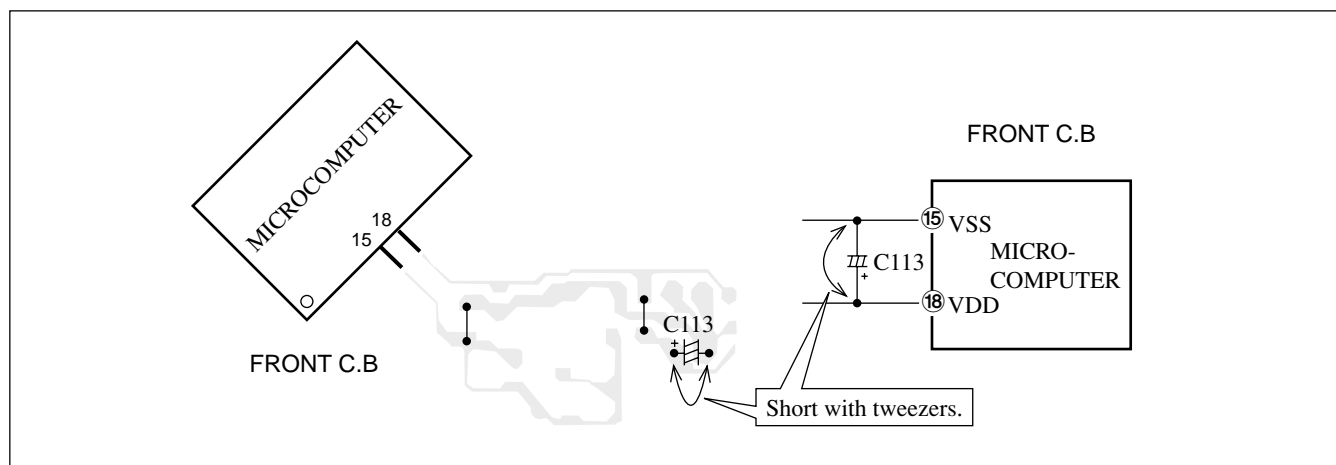 MICROCOMPUTER
18
15
FRONT C.B
C113
+
Short with tweezers.
FRONT C.B
15 VSS
C113
+
MICRO-
COMPUTER
18 VDD